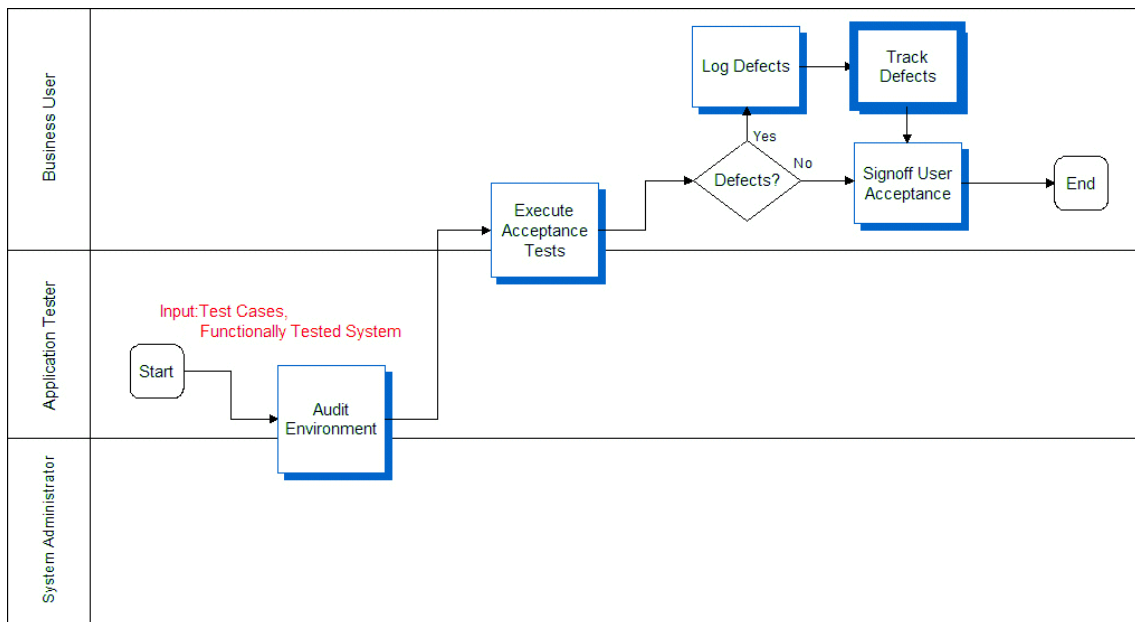 Business User
Log Defects
Track
Defects
Yes
Defects?
No
Signoff User
Acceptance
End
Execute
Acceptance
Tests
Application Tester
Input:Test Cases,
Functionally Tested System
Start
Audit
Environment
System Administrator